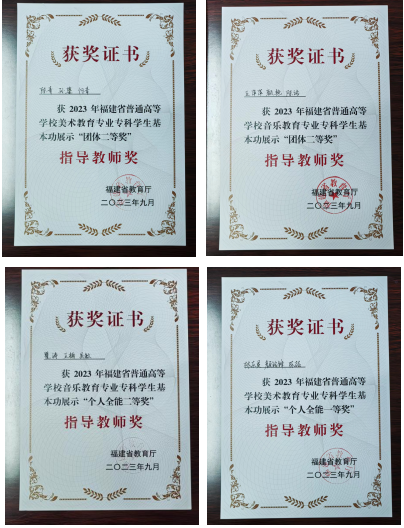 获奖证书
获 2023 年福建省普通高等
学校美术教育专业专科学生基
本功展示“团体二等奖”
指导教师奖
福建省教育厅
二〇二三年九月
获奖证书
获 2023 年福建省普通高等
学校音乐教育专业专科学生基
本功展示“团体二等奖”
指导教师奖
福建省教育厅
二〇二三年九月
获奖证书
获 2023 年福建省普通高等
学校音乐教育专业专科学生基
本功展示“个人全能二等奖”
指导教师奖
福建省教育厅
二〇二三年九月
获奖证书
获 2023 年福建省普通高等
学校美术教育专业专科学生基
本功展示“个人全能一等奖”
指导教师奖
福建省教育厅
二〇二三年九月